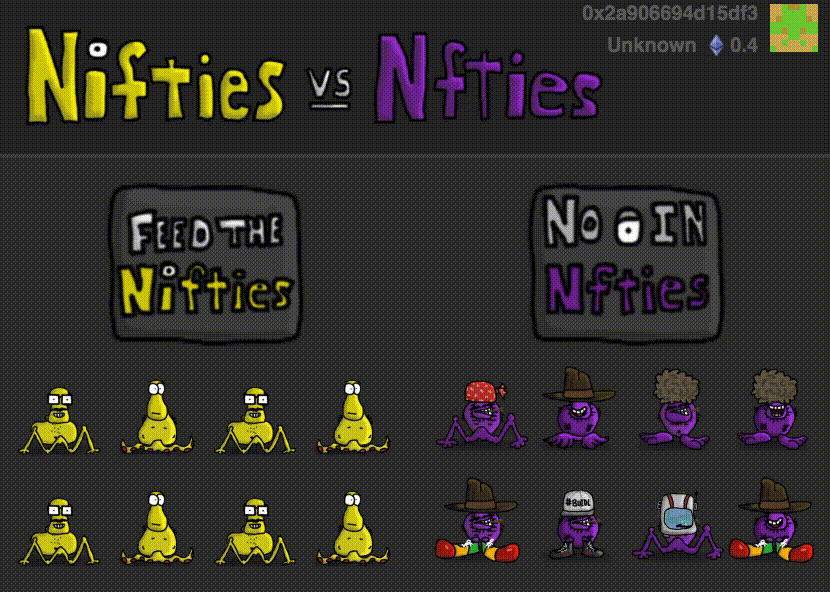 0x2a906694d15df3
Unknown 0.4
Nifties vs Nfties
FEED THE
Nifties
No a IN
Nfties
#BUIDL